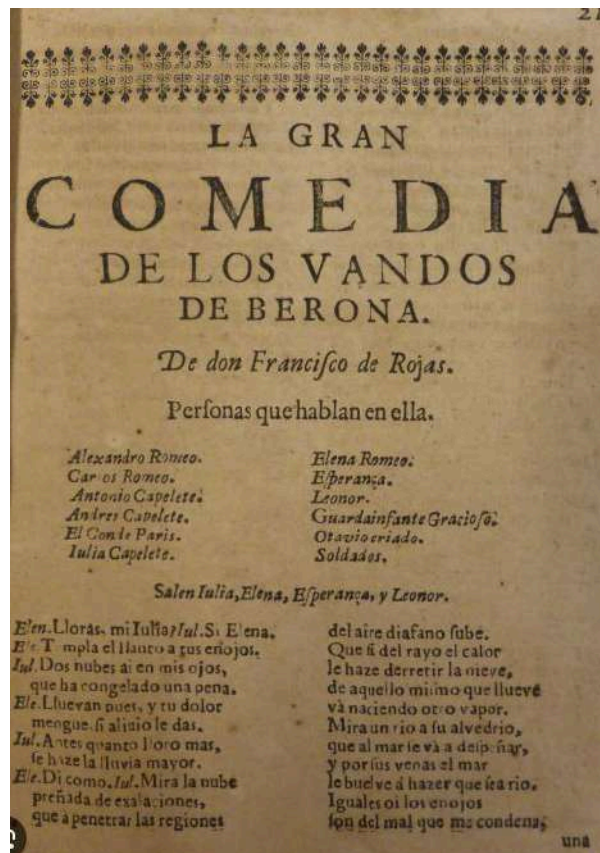 21
LA GRAN
COMEDIA
DE LOS VANDOS
DE BERONA.
De don Franciſco de Rojas.
Perſonas que hablan en ella.
Alexandro Romeo.
Carlos Romeo.
Antonio Capelete.
Andres Capelete.
El Conde Paris.
Iulia Capelete.
Elena Romeo.
Eſperança.
Leonor.
Guardainfante Gracioſo.
Otavio criado.
Soldados.
Salen Iulia, Elena, Eſperança, y Leonor.
Elen. Lloras, mi Iulia? Iul. Si Elena.
Ele. Templa el llanto a tus enojos.
Iul. Dos nubes ai en mis ojos,
que ha congelado una pena.
Ele. Lluevan pues, y tu dolor
mengue, ſi alivio le das.
Iul. Antes quanto lloro mas,
ſe haze la lluvia mayor.
Ele. Di como. Iul. Mira la nube
preñada de exalaciones,
que à penetrar las regiones
del aire diafano ſube.
Que ſi del rayo el calor
le haze derretir la nieve,
de aquello miſmo que llueve
và naciendo otro vapor.
Mira un rio a ſu alvedrio,
que al mar ſe và a deſpeñar,
y por ſus venas el mar
le buelve á hazer que ſea rio.
Iguales oi los enojos
ſon del mal que me condena,
una